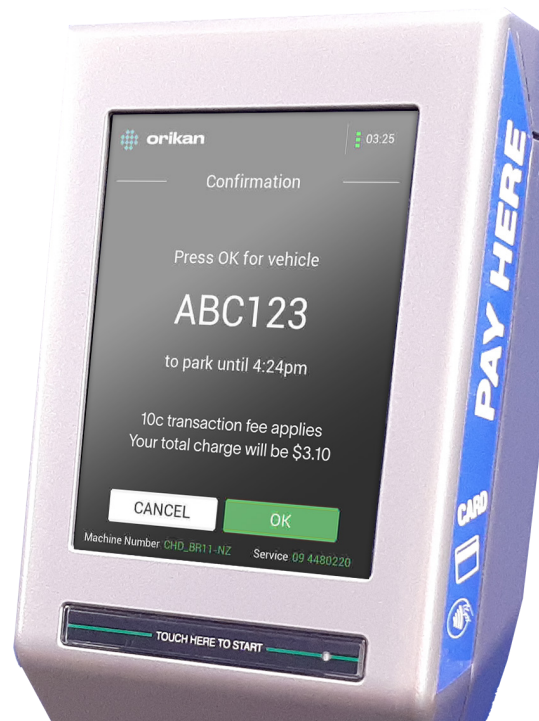 orikan
03:25
Confirmation
Press OK for vehicle
ABC123
to park until 4:24pm
10c transaction fee applies
Your total charge will be $3.10
CANCEL
OK
Machine Number CHD_BR11-NZ
Service 09 4480220
TOUCH HERE TO START
PAY HERE
CARD